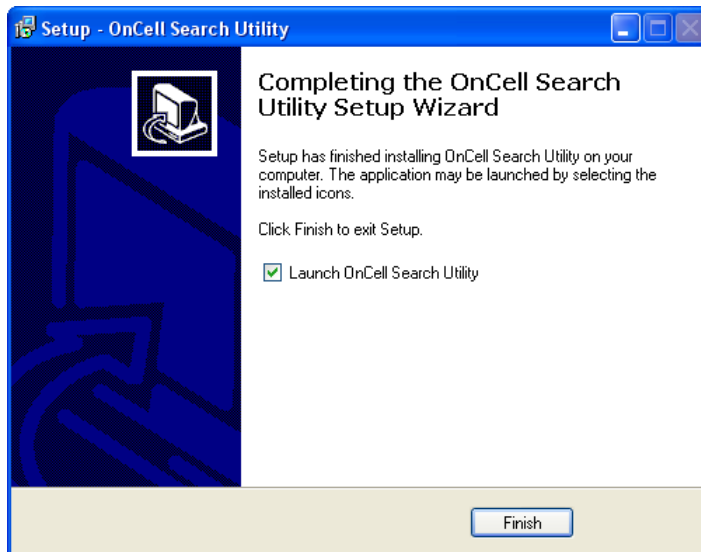 Setup - OnCell Search Utility
Completing the OnCell Search
Utility Setup Wizard
Setup has finished installing OnCell Search Utility on your
computer. The application may be launched by selecting the
installed icons.
Click Finish to exit Setup.
Launch OnCell Search Utility
Finish